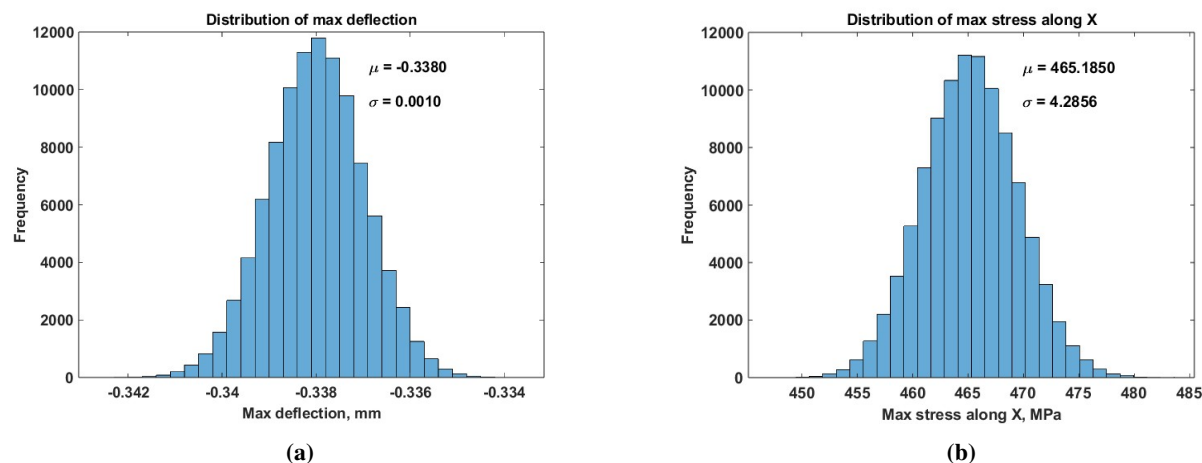 Distribution of max deflection
12000
10000
8000
6000
4000
2000
0
Frequency
μ = -0.3380
σ = 0.0010
-0.342
-0.34
-0.338
-0.336
-0.334
Max deflection, mm
(a)
Distribution of max stress along X
12000
10000
8000
6000
4000
2000
0
Frequency
μ = 465.1850
σ = 4.2856
450
455
460
465
470
475
480
485
Max stress along X, MPa
(b)